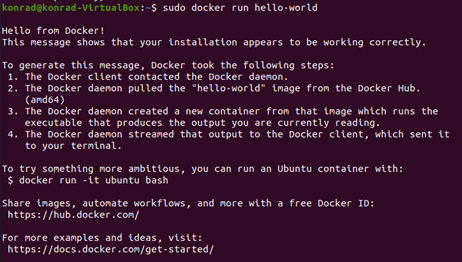 konrad@konrad-VirtualBox:~$ sudo docker run hello-world
Hello from Docker!
This message shows that your installation appears to be working correctly.
To generate this message, Docker took the following steps:
1. The Docker client contacted the Docker daemon.
2. The Docker daemon pulled the "hello-world" image from the Docker Hub.
(amd64)
3. The Docker daemon created a new container from that image which runs the
executable that produces the output you are currently reading.
4. The Docker daemon streamed that output to the Docker client, which sent it
to your terminal.
To try something more ambitious, you can run an Ubuntu container with:
$ docker run -it ubuntu bash
Share images, automate workflows, and more with a free Docker ID:
https://hub.docker.com/
For more examples and ideas, visit:
https://docs.docker.com/get-started/